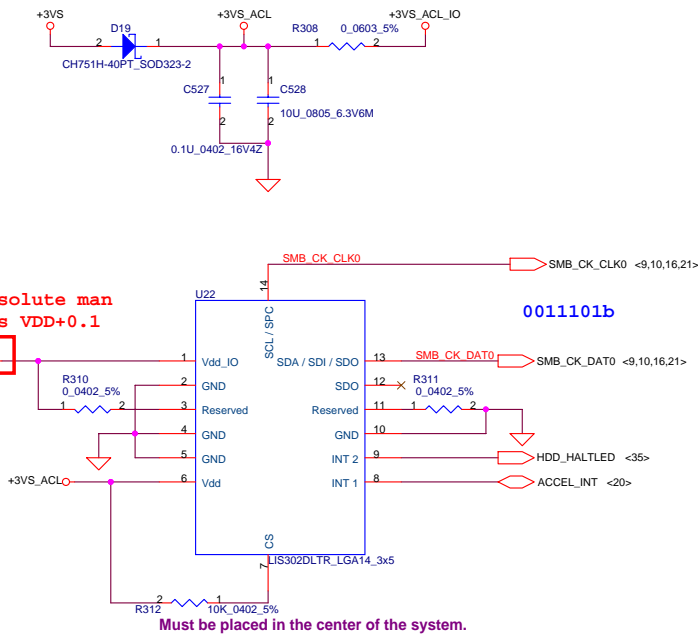 +3VS
+3VS_ACL
+3VS_ACL_IO
D19
R308
0_0603_5%
2
1
1
2
CH751H-40PT_SOD323-2
1
1
C527
C528
10U_0805_6.3V6M
2
2
0.1U_0402_16V4Z
SMB_CK_CLK0
SMB_CK_CLK0 <9,10,16,21>
14
solute man
s VDD+0.1
U22
SCL / SPC
0011101b
1
Vdd_IO
SDA / SDI / SDO
13
SMB_CK_DAT0
SMB_CK_DAT0 <9,10,16,21>
R310
0_0402_5%
2
GND
SDO
12
R311
0_0402_5%
1
2
3
Reserved
Reserved
11
1
2
4
GND
GND
10
5
GND
INT 2
9
HDD_HALTLED <35>
+3VS_ACL
6
Vdd
INT 1
8
ACCEL_INT <20>
CS
7
LIS302DLTR_LGA14_3x5
2
1
R312
10K_0402_5%
Must be placed in the center of the system.